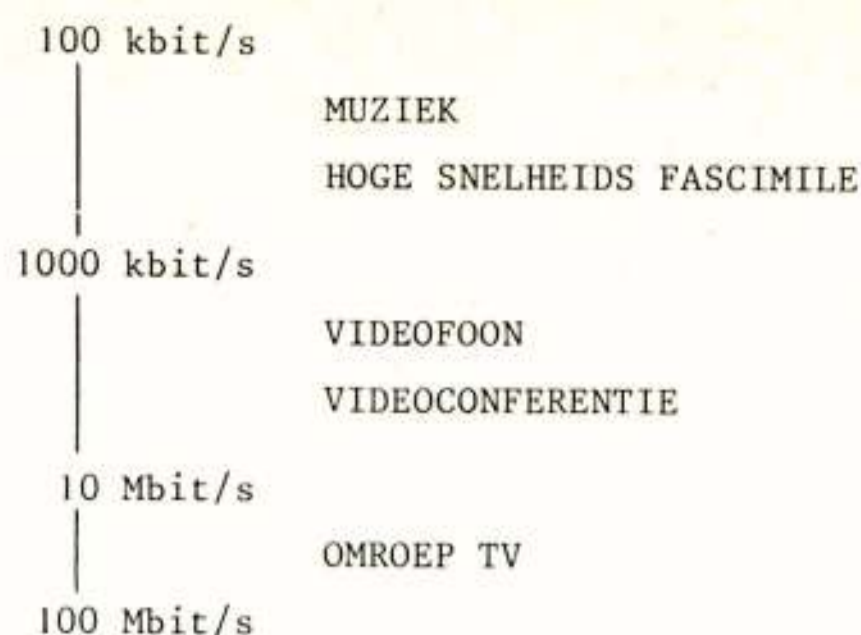 100 kbit/s
MUZIEK
HOGE SNELHEIDS FASCIMILE
1000 kbit/s
VIDEOFOON
VIDEOCONFERENTIE
10 Mbit/s
OMROEP TV
100 Mbit/s